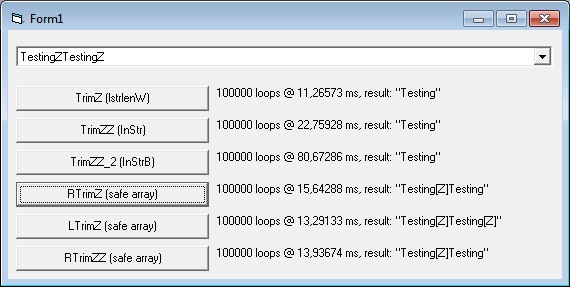 Form1
TestingZTestingZ
TrimZ (lstrlenW) 100000 loops @ 11,26573 ms, result: "Testing"
TrimZZ (InStr) 100000 loops @ 22,75928 ms, result: "Testing"
TrimZZ_2 (InStrB) 100000 loops @ 80,67286 ms, result: "Testing"
RTrimZ (safe array) 100000 loops @ 15,64288 ms, result: "Testing[Z]Testing"
LTrimZ (safe array) 100000 loops @ 13,29133 ms, result: "Testing[Z]Testing[Z]"
RTrimZZ (safe array) 100000 loops @ 13,93674 ms, result: "Testing[Z]Testing"